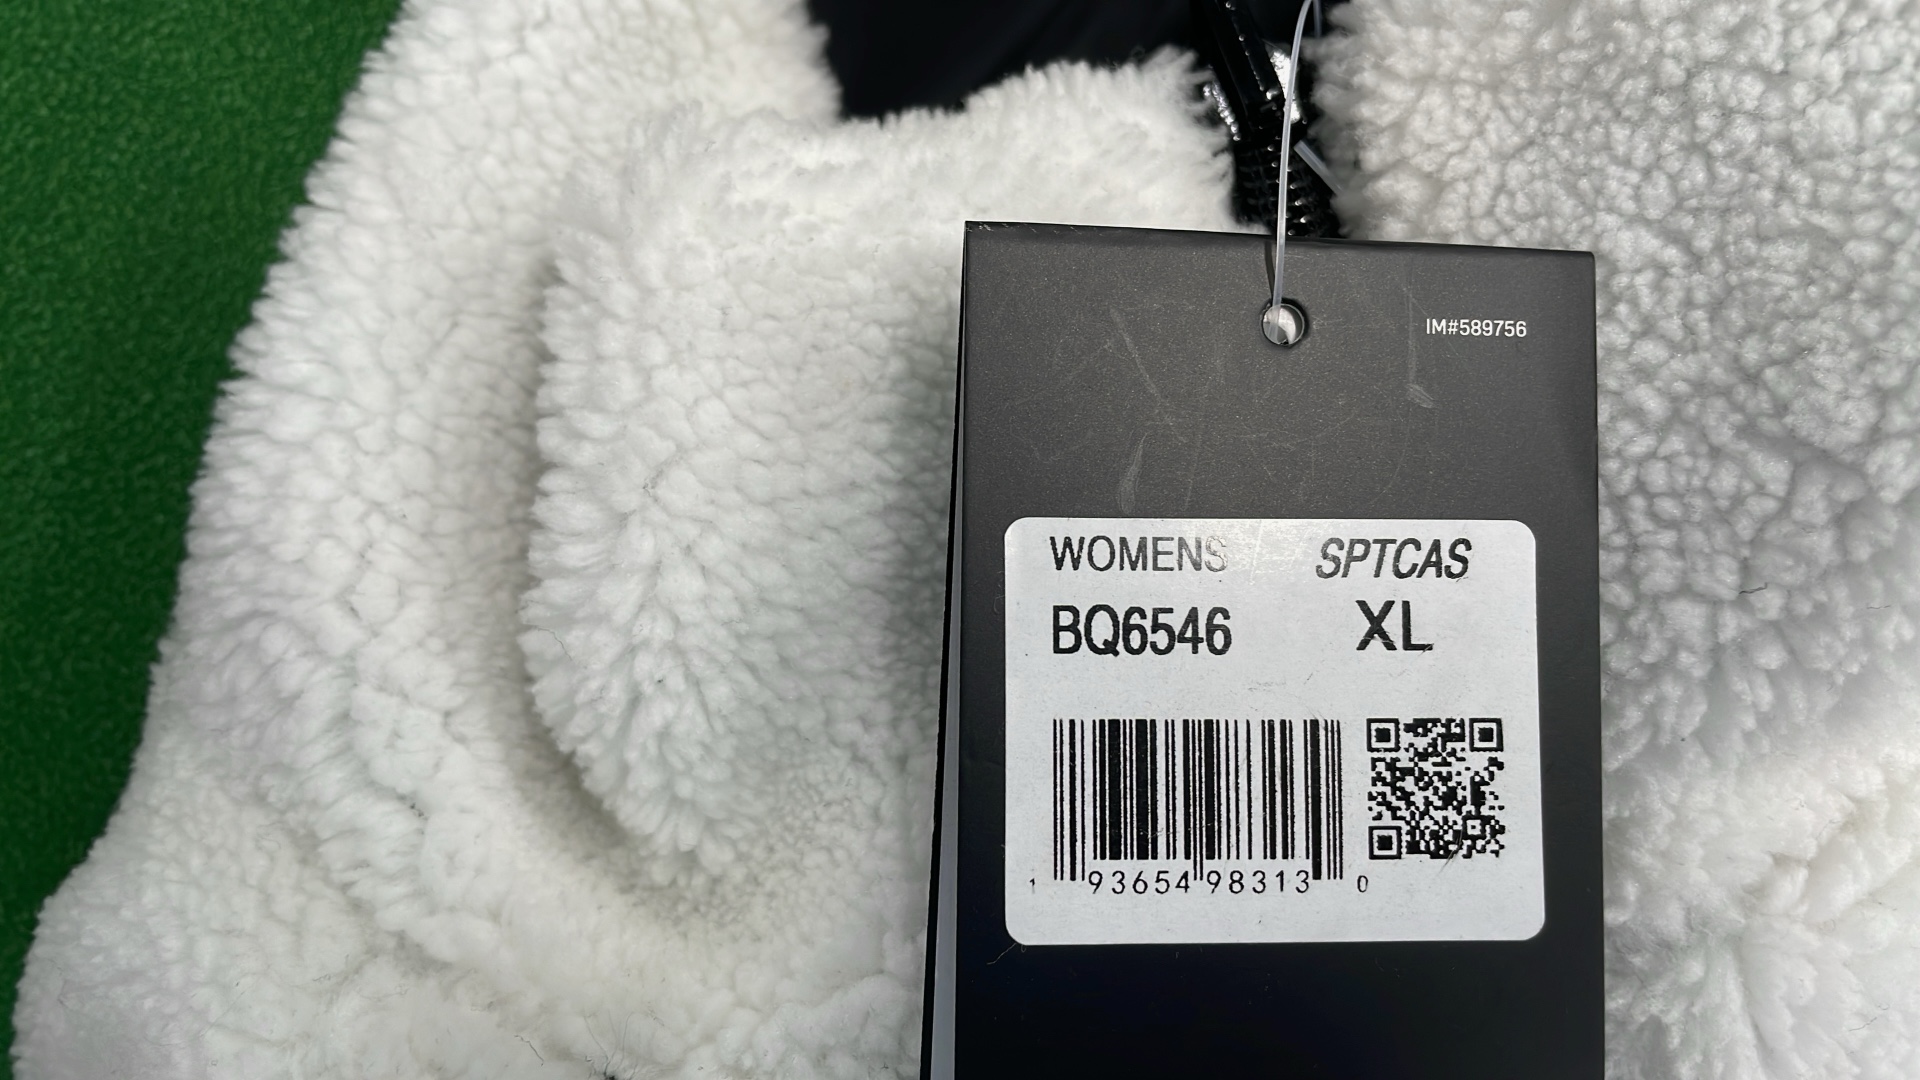 IM#589756
WOMENS SPTCAS
BQ6546 XL
1 93654 98313 0